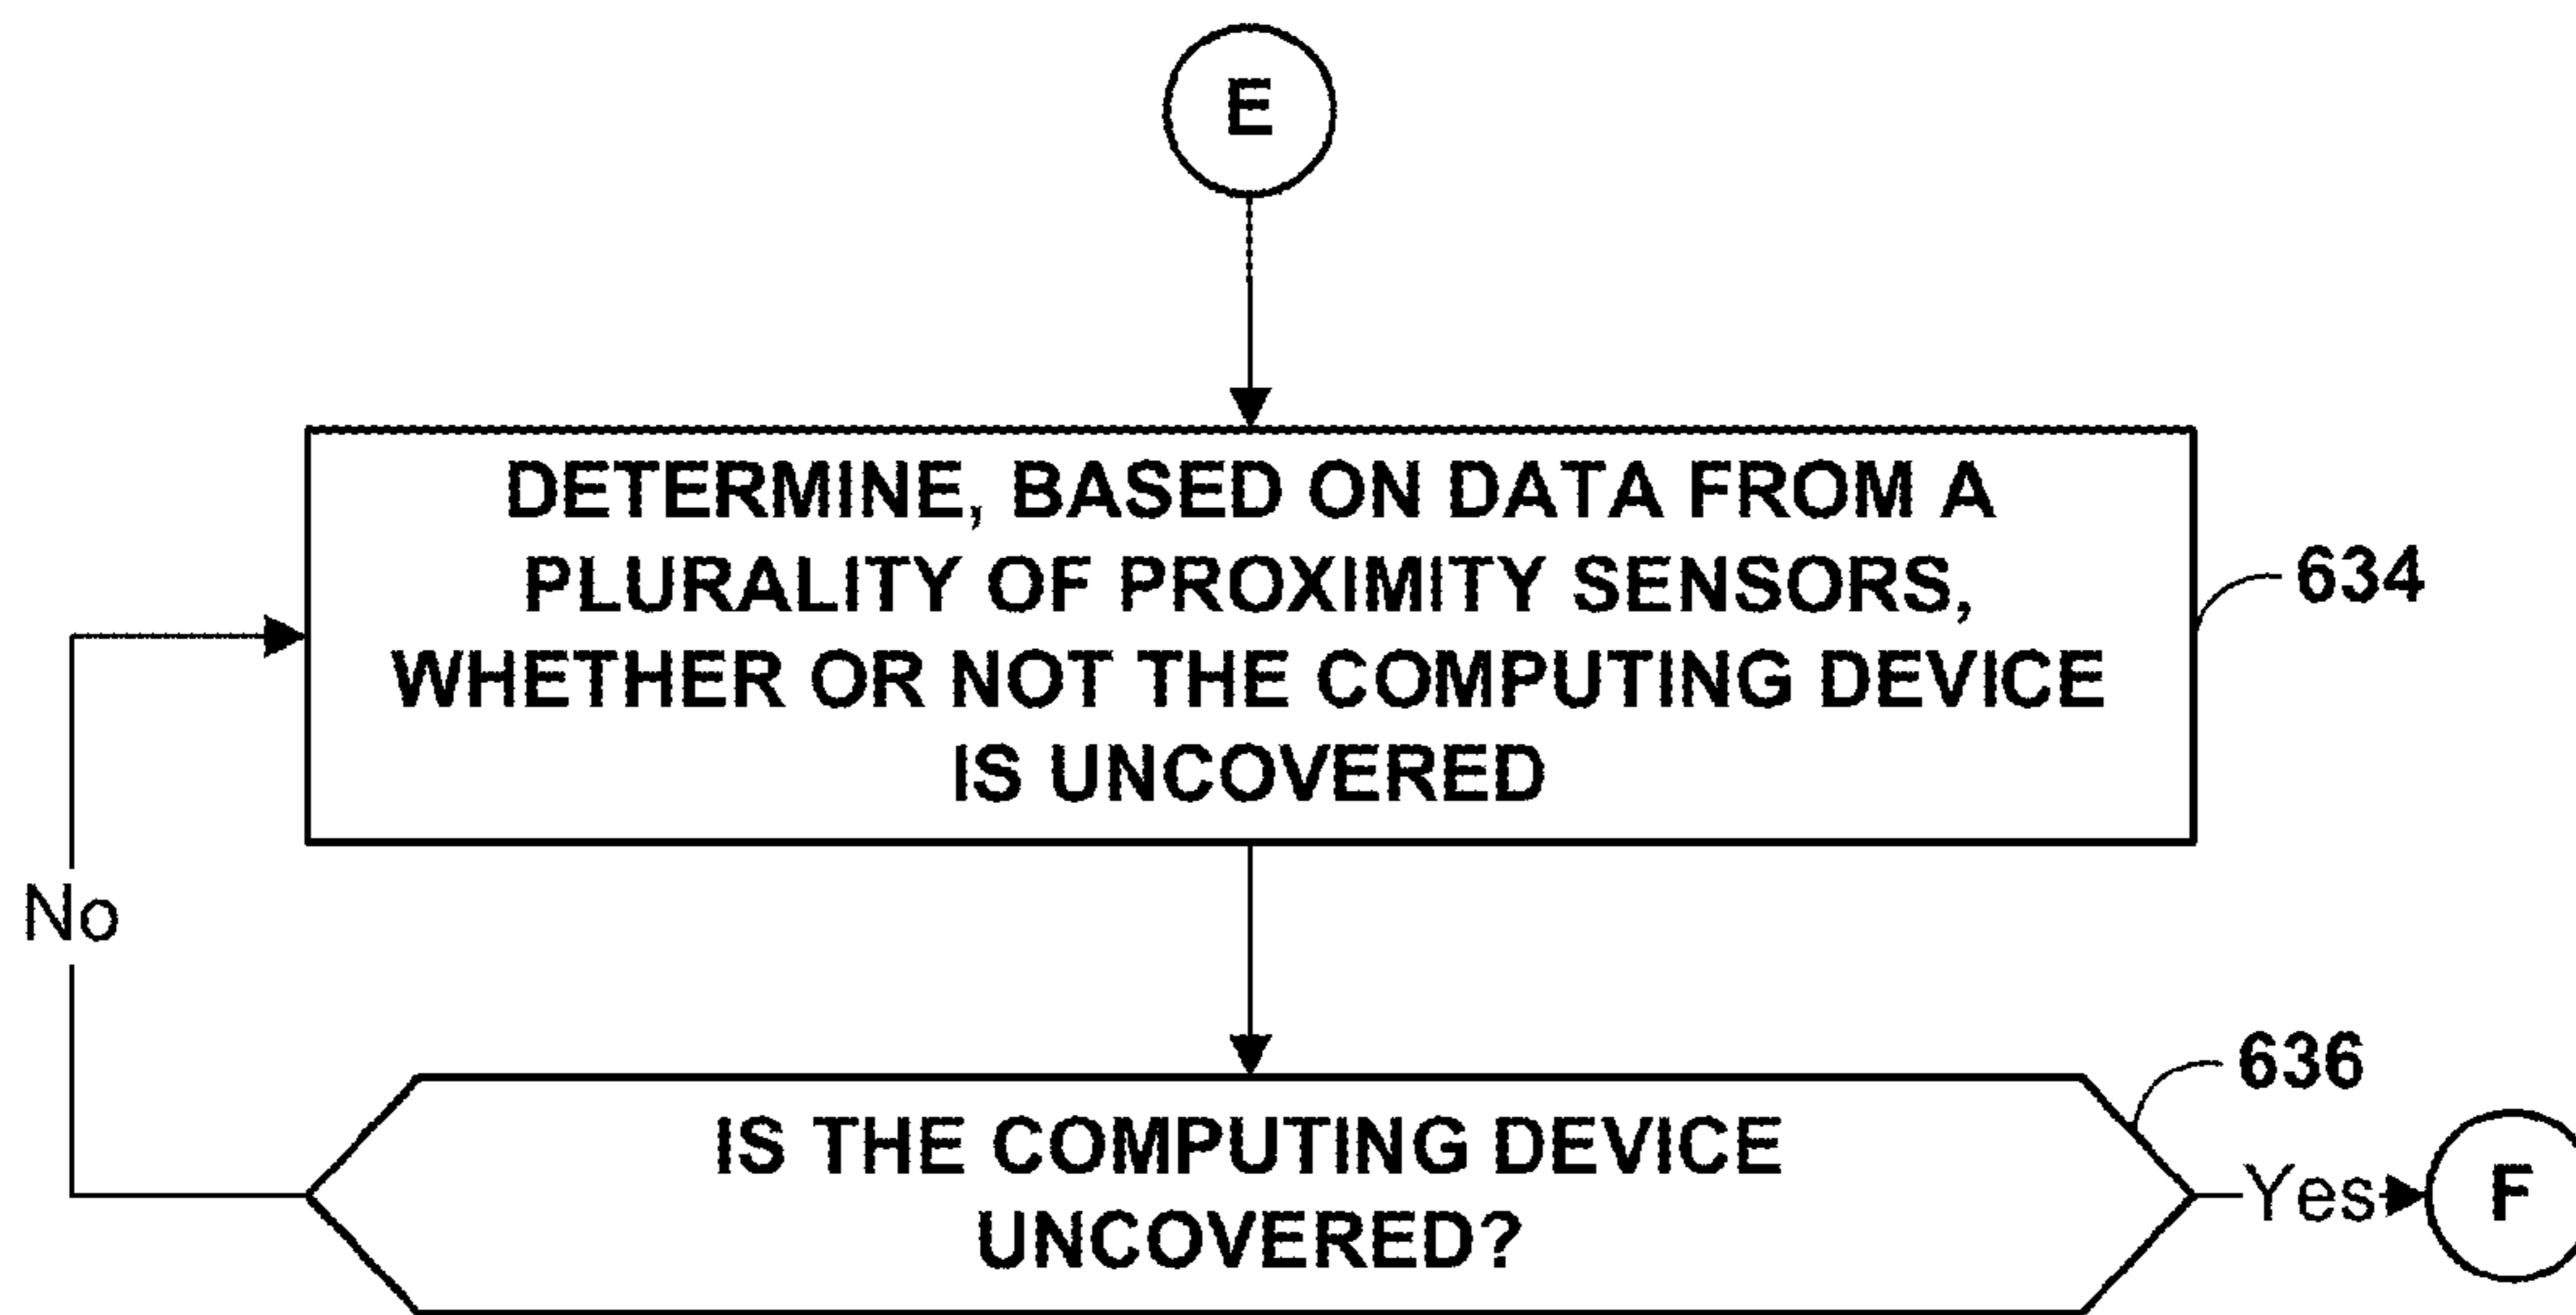 E
DETERMINE, BASED ON DATA FROM A
PLURALITY OF PROXIMITY SENSORS,
WHETHER OR NOT THE COMPUTING DEVICE
IS UNCOVERED
634
No
636
IS THE COMPUTING DEVICE
UNCOVERED?
Yes
F